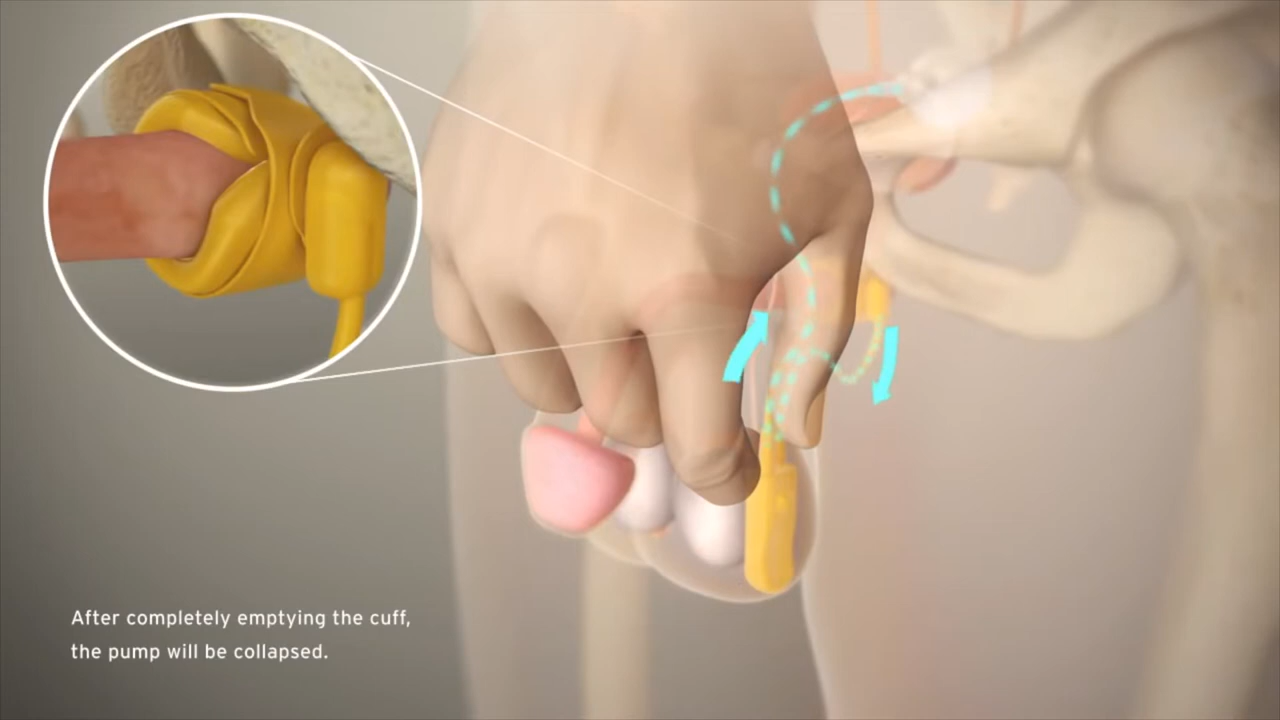 After completely emptying the cuff,
the pump will be collapsed.